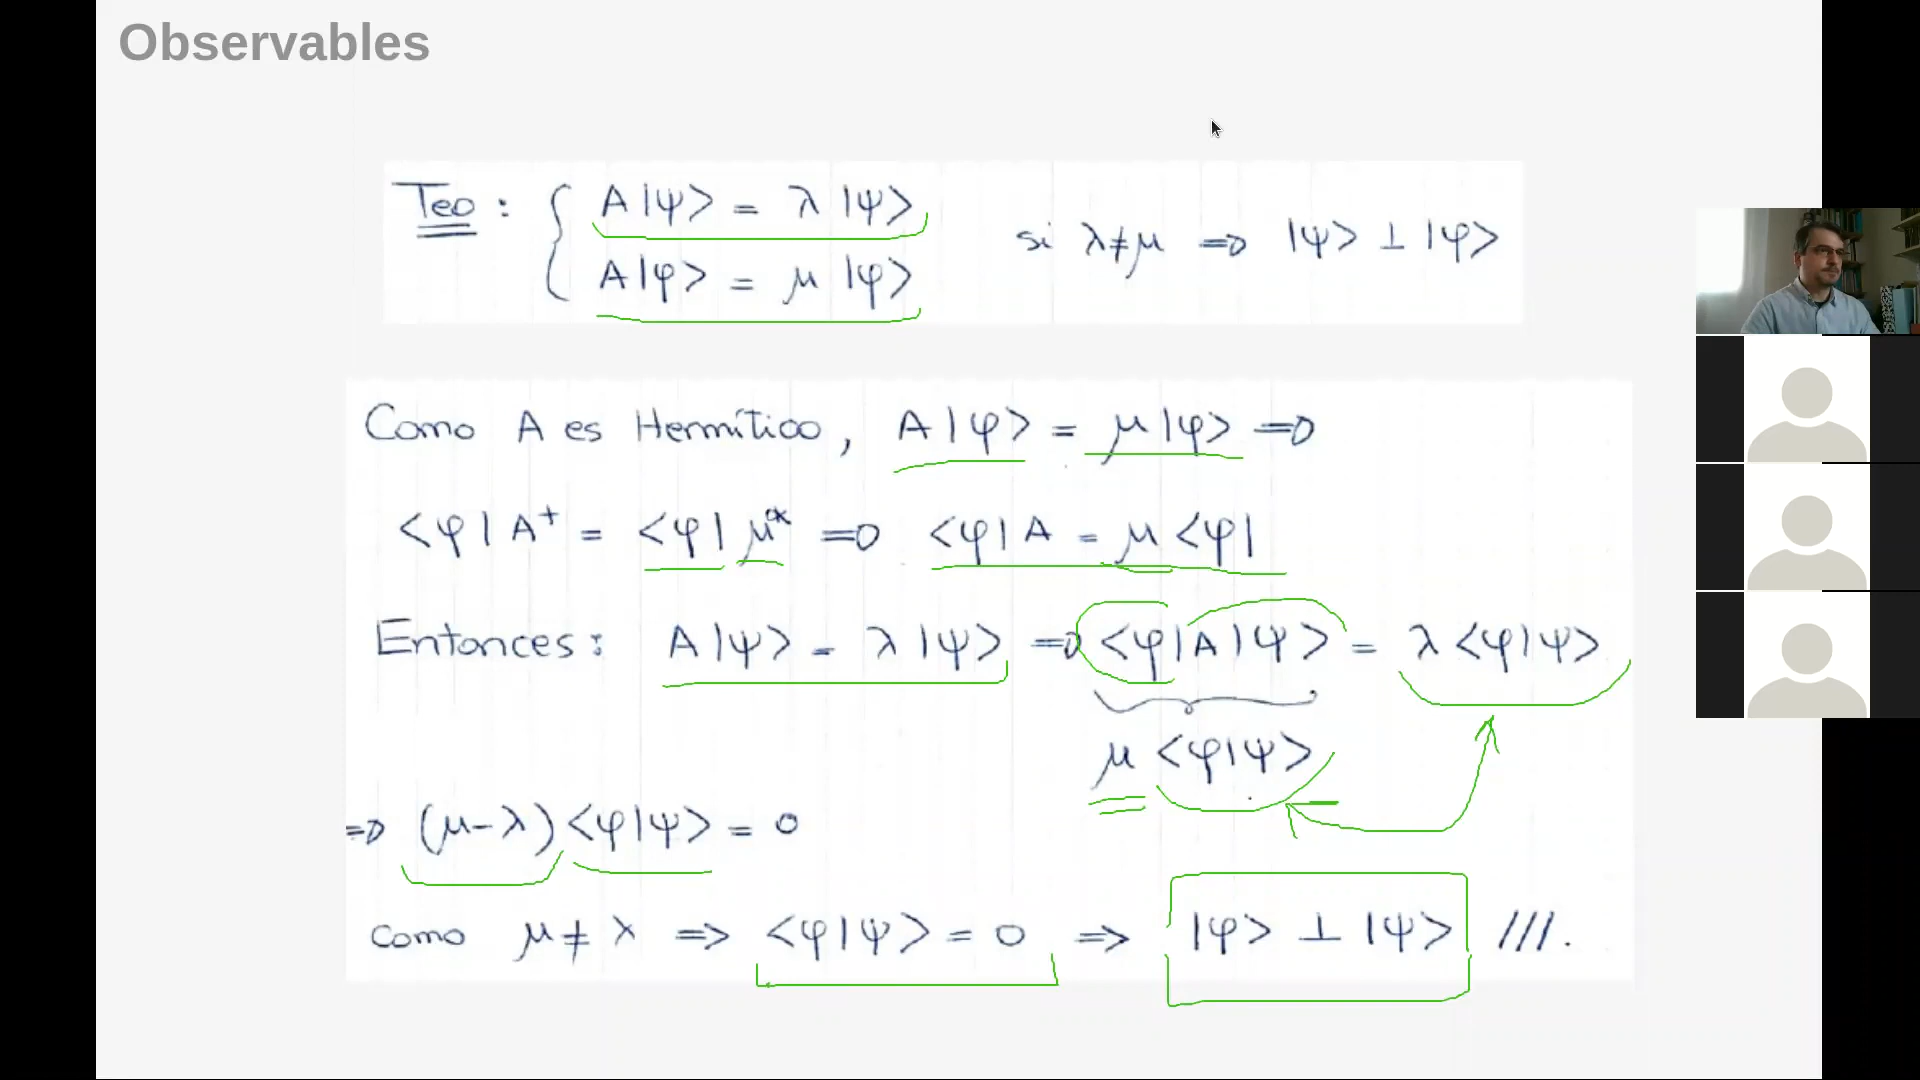 Observables
Teo : { A|ψ> = λ|ψ>
A|φ> = μ|φ>
si λ≠μ ⇒ |ψ> ⊥ |φ>
Como A es Hermítico, A|φ> = μ|φ> ⇒
<φ|A⁺ = <φ|μ* ⇒ <φ|A = μ<φ|
Entonces: A|ψ> = λ|ψ> ⇒ <φ|A|ψ> = λ<φ|ψ>
μ<φ|ψ>
⇒ (μ-λ)<φ|ψ> = 0
Como μ≠λ ⇒ <φ|ψ> = 0 ⇒ |φ> ⊥ |ψ> ///.